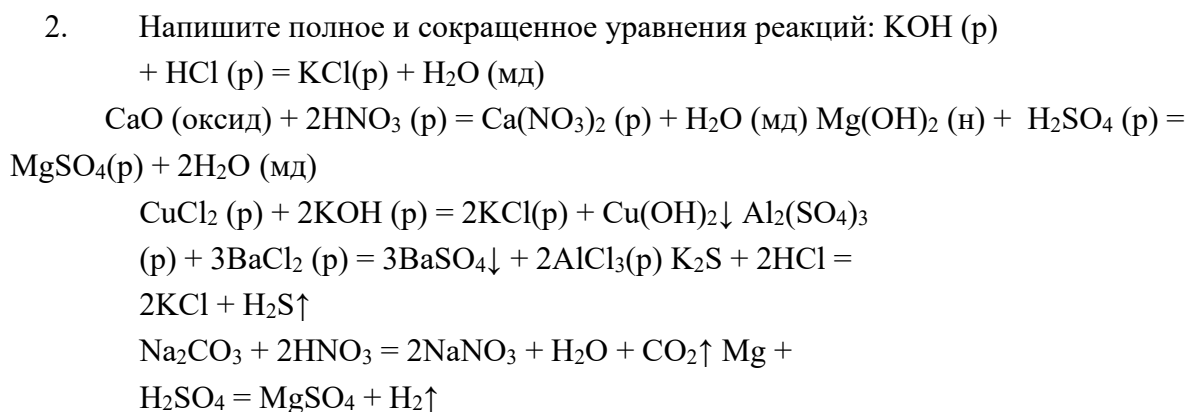 2. Напишите полное и сокращенное уравнения реакций: KOH (р)
+ HCl (р) = KCl(р) + H₂O (мд)
CaO (оксид) + 2HNO₃ (р) = Ca(NO₃)₂ (р) + H₂O (мд) Mg(OH)₂ (н) + H₂SO₄ (р) =
MgSO₄(р) + 2H₂O (мд)
CuCl₂ (р) + 2KOH (р) = 2KCl(р) + Cu(OH)₂↓ Al₂(SO₄)₃
(р) + 3BaCl₂ (р) = 3BaSO₄↓ + 2AlCl₃(р) K₂S + 2HCl =
2KCl + H₂S↑
Na₂CO₃ + 2HNO₃ = 2NaNO₃ + H₂O + CO₂↑ Mg +
H₂SO₄ = MgSO₄ + H₂↑